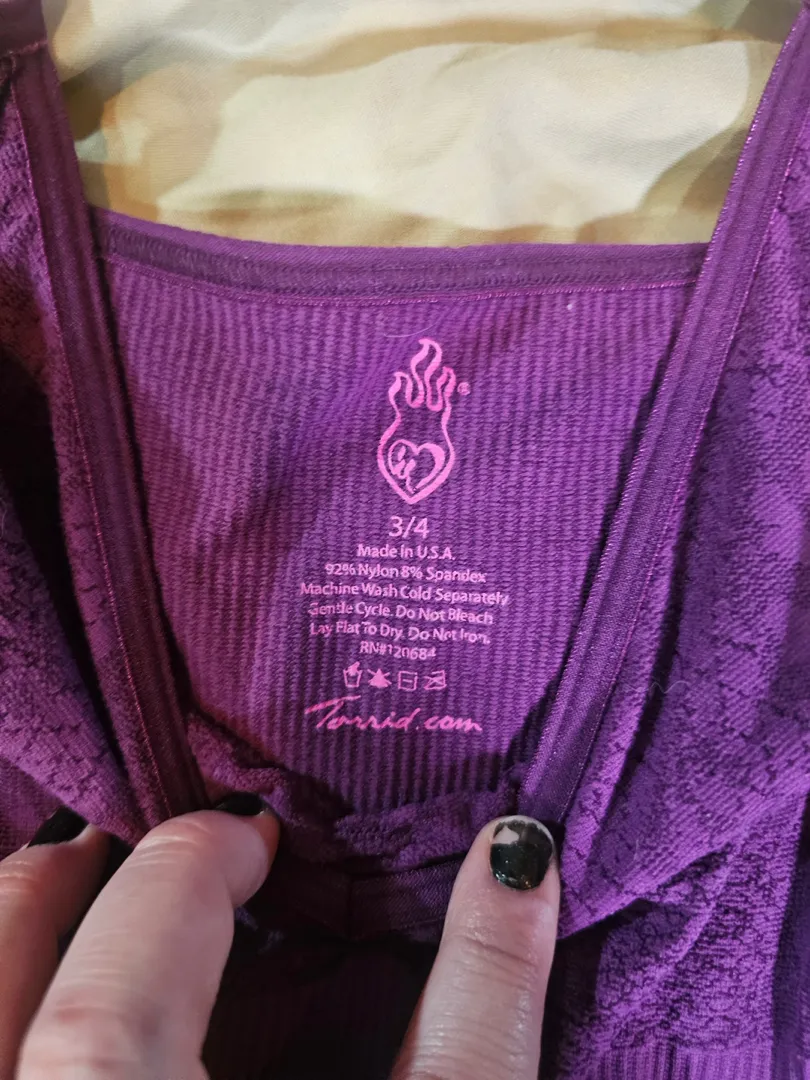 ®
3/4
Made in U.S.A.
92% Nylon 8% Spandex
Machine Wash Cold Separately
Gentle Cycle. Do Not Bleach
Lay Flat To Dry. Do Not Iron.
RN#120684
Torrid.com